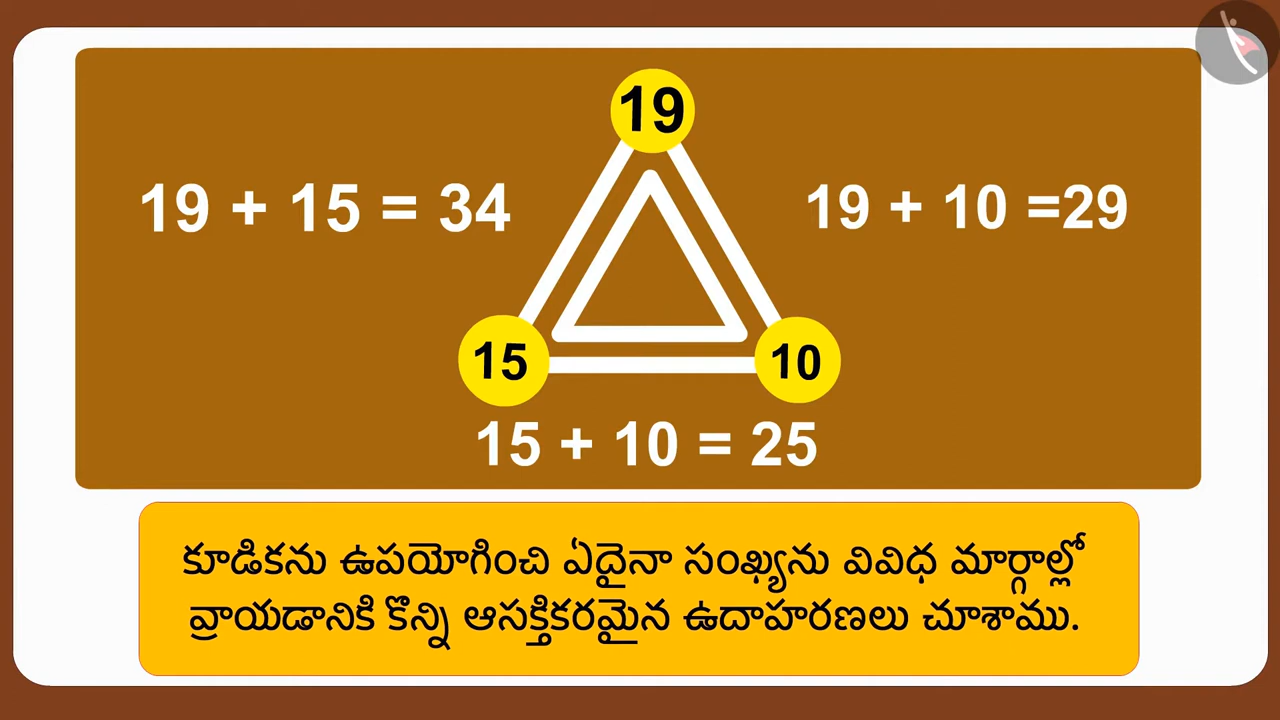 19
19 + 15 = 34
19 + 10 =29
15
10
15 + 10 = 25
కూడికను ఉపయోగించి ఏదైనా సంఖ్యను వివిధ మార్గాల్లో
వ్రాయడానికి కొన్ని ఆసక్తికరమైన ఉదాహరణలు చూశాము.